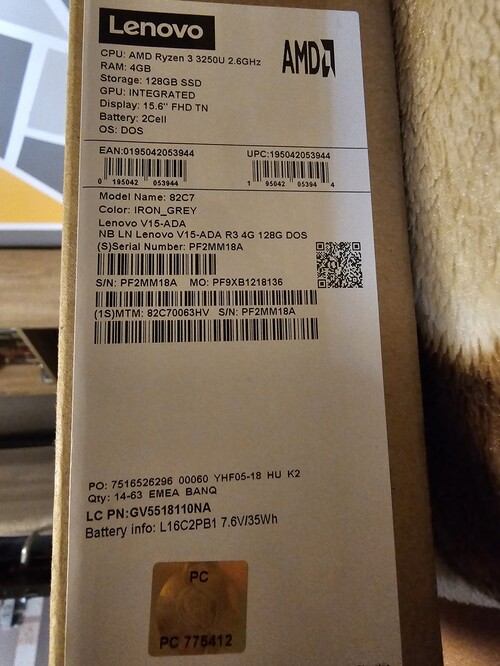 Lenovo
CPU: AMD Ryzen 3 3250U 2.6GHz
RAM: 4GB
Storage: 128GB SSD
GPU: INTEGRATED
Display: 15.6" FHD TN
Battery: 2Cell
OS: DOS
AMD
EAN:0195042053944
UPC:195042053944
0 195042 053944
1 95042 05394 4
Model Name: 82C7
Color: IRON_GREY
Lenovo V15-ADA
NB LN Lenovo V15-ADA R3 4G 128G DOS
(S)Serial Number: PF2MM18A
S/N: PF2MM18A MO: PF9XB1218136
(1S)MTM: 82C70063HV S/N: PF2MM18A
PO: 7516526296 00060 YHF05-18 HU K2
Qty: 14-63 EMEA BANQ
LC PN:GV5518110NA
Battery info: L16C2PB1 7.6V/35Wh
PC
PC 775412